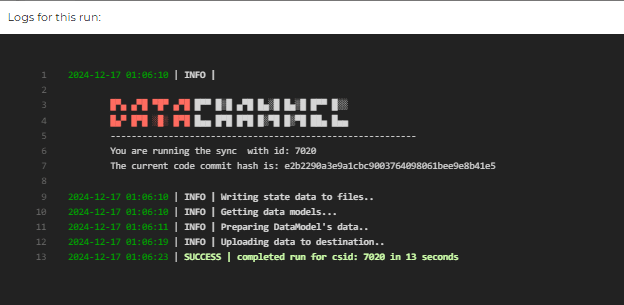 Logs for this run:
1 2024-12-17 01:06:10 | INFO |
2
3 DATACHANNEL
4
5 ----------------------------------------------------------
6 You are running the sync with id: 7020
7 The current code commit hash is: e2b2290a3e9a1cbc9003764098061bee9e8b41e5
8
9 2024-12-17 01:06:10 | INFO | Writing state data to files..
10 2024-12-17 01:06:10 | INFO | Getting data models...
11 2024-12-17 01:06:11 | INFO | Preparing DataModel's data..
12 2024-12-17 01:06:19 | INFO | Uploading data to destination..
13 2024-12-17 01:06:23 | SUCCESS | completed run for csid: 7020 in 13 seconds